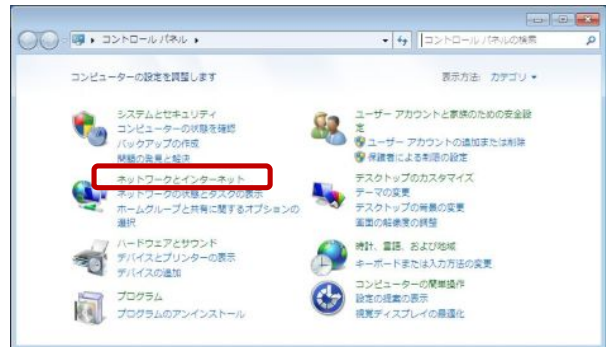 コントロール パネル
コントロール パネルの検索
コンピューターの設定を調整します
表示方法: カテゴリ
システムとセキュリティ
コンピューターの状態を確認
バックアップの作成
問題の発見と解決
ネットワークとインターネット
ネットワークの状態とタスクの表示
ホームグループと共有に関するオプションの
選択
ハードウェアとサウンド
デバイスとプリンターの表示
デバイスの追加
プログラム
プログラムのアンインストール
ユーザー アカウントと家族のための安全設
定
ユーザー アカウントの追加または削除
保護者による制限の設定
デスクトップのカスタマイズ
テーマの変更
デスクトップの背景の変更
画面の解像度の調整
時計、言語、および地域
キーボードまたは入力方法の変更
コンピューターの簡単操作
設定の提案の表示
視覚ディスプレイの最適化